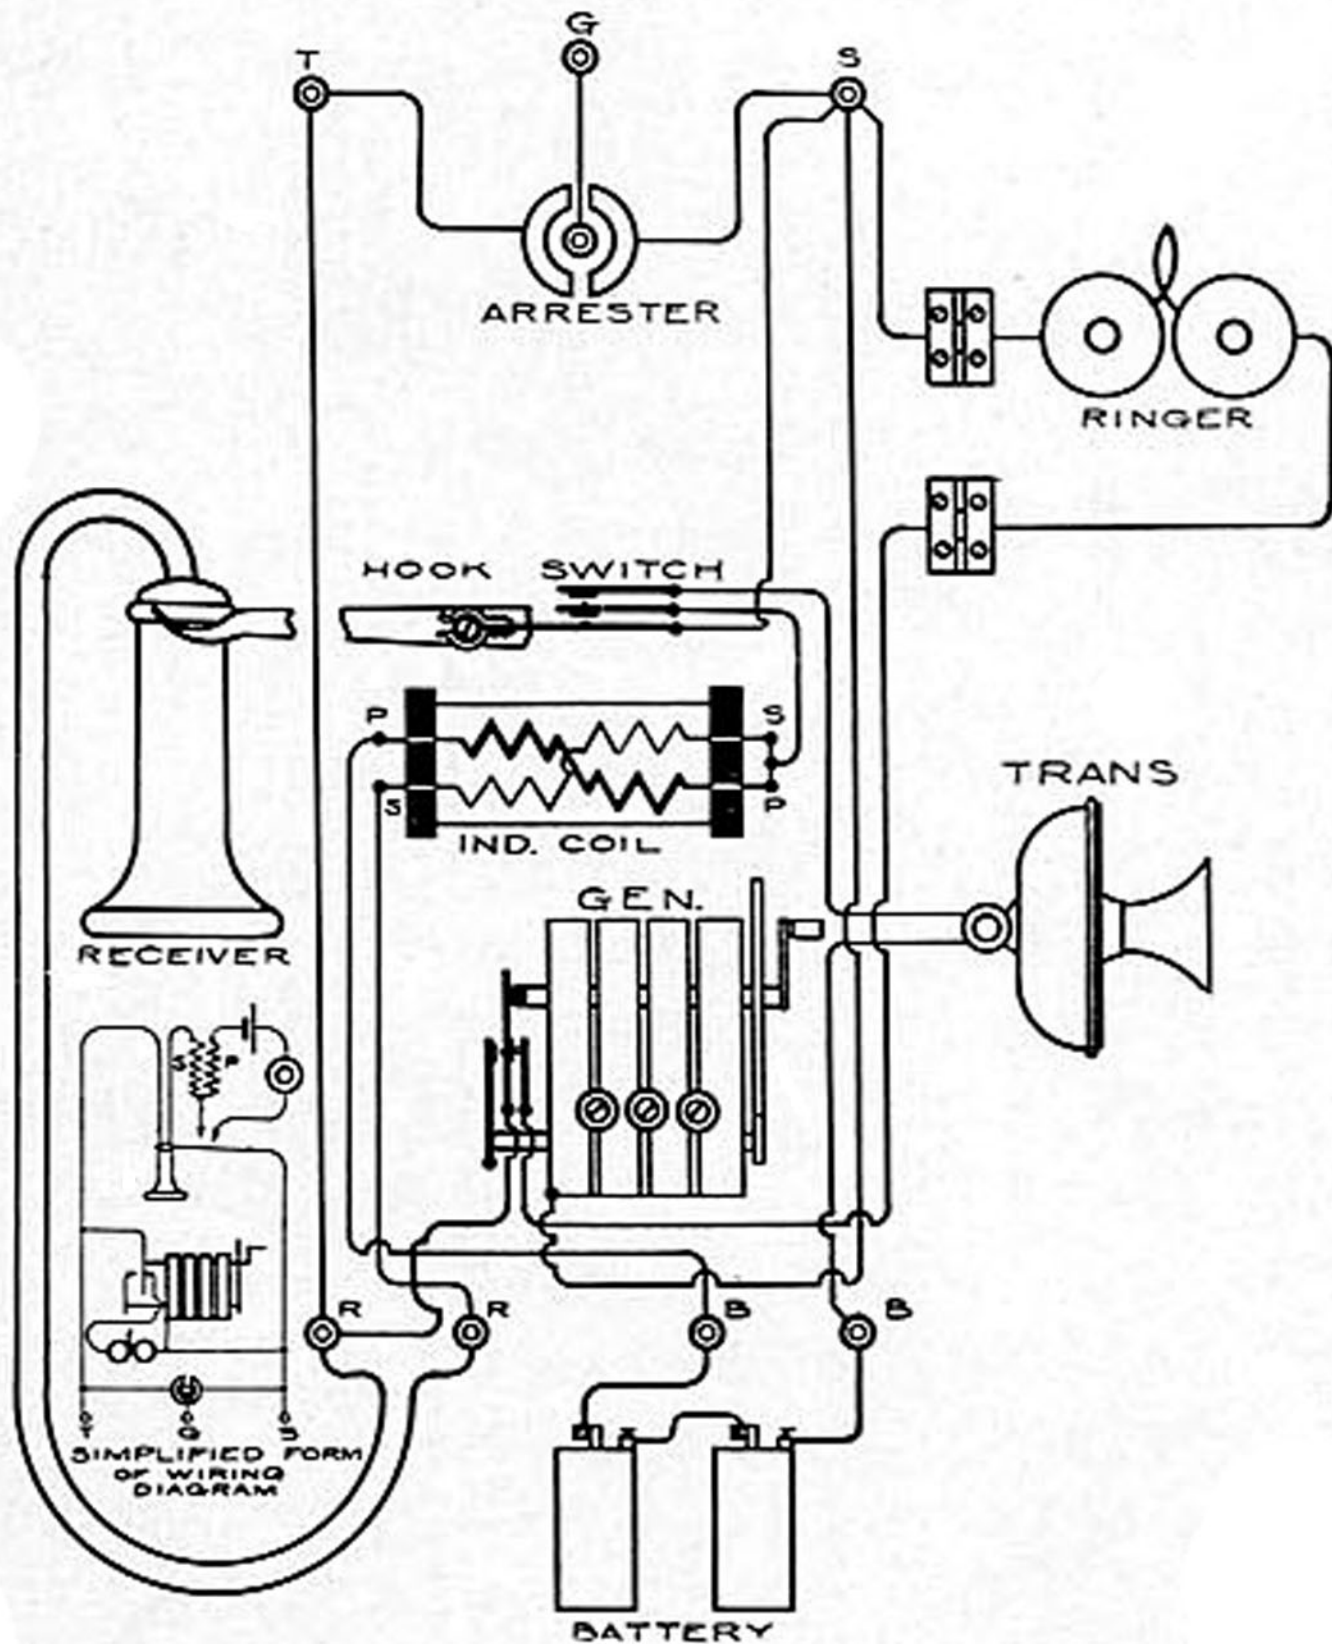 G
T
S
ARRESTER
RINGER
HOOK SWITCH
P
S
S
P
IND. COIL
TRANS
GEN.
RECEIVER
S P
R
R
B
B
T G S
SIMPLIFIED FORM
OF WIRING
DIAGRAM
BATTERY